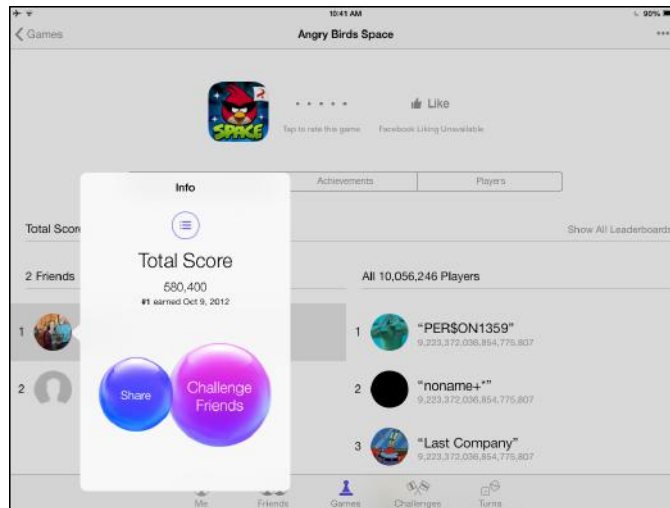 10:41 AM
90%
Games
Angry Birds Space
SPACE
Like
Tap to rate this game
Facebook Liking Unavailable
Achievements
Players
Info
Total Score
Show All Leaderboards
Total Score
580,400
#1 earned Oct 9, 2012
2 Friends
All 10,056,246 Players
1
1
"PER$ON1359"
9,223,372,036,854,775,807
Share
Challenge
Friends
2
2
"noname+*"
9,223,372,036,854,775,807
3
"Last Company"
9,223,372,036,854,775,807
Me
Friends
Games
Challenges
Turns